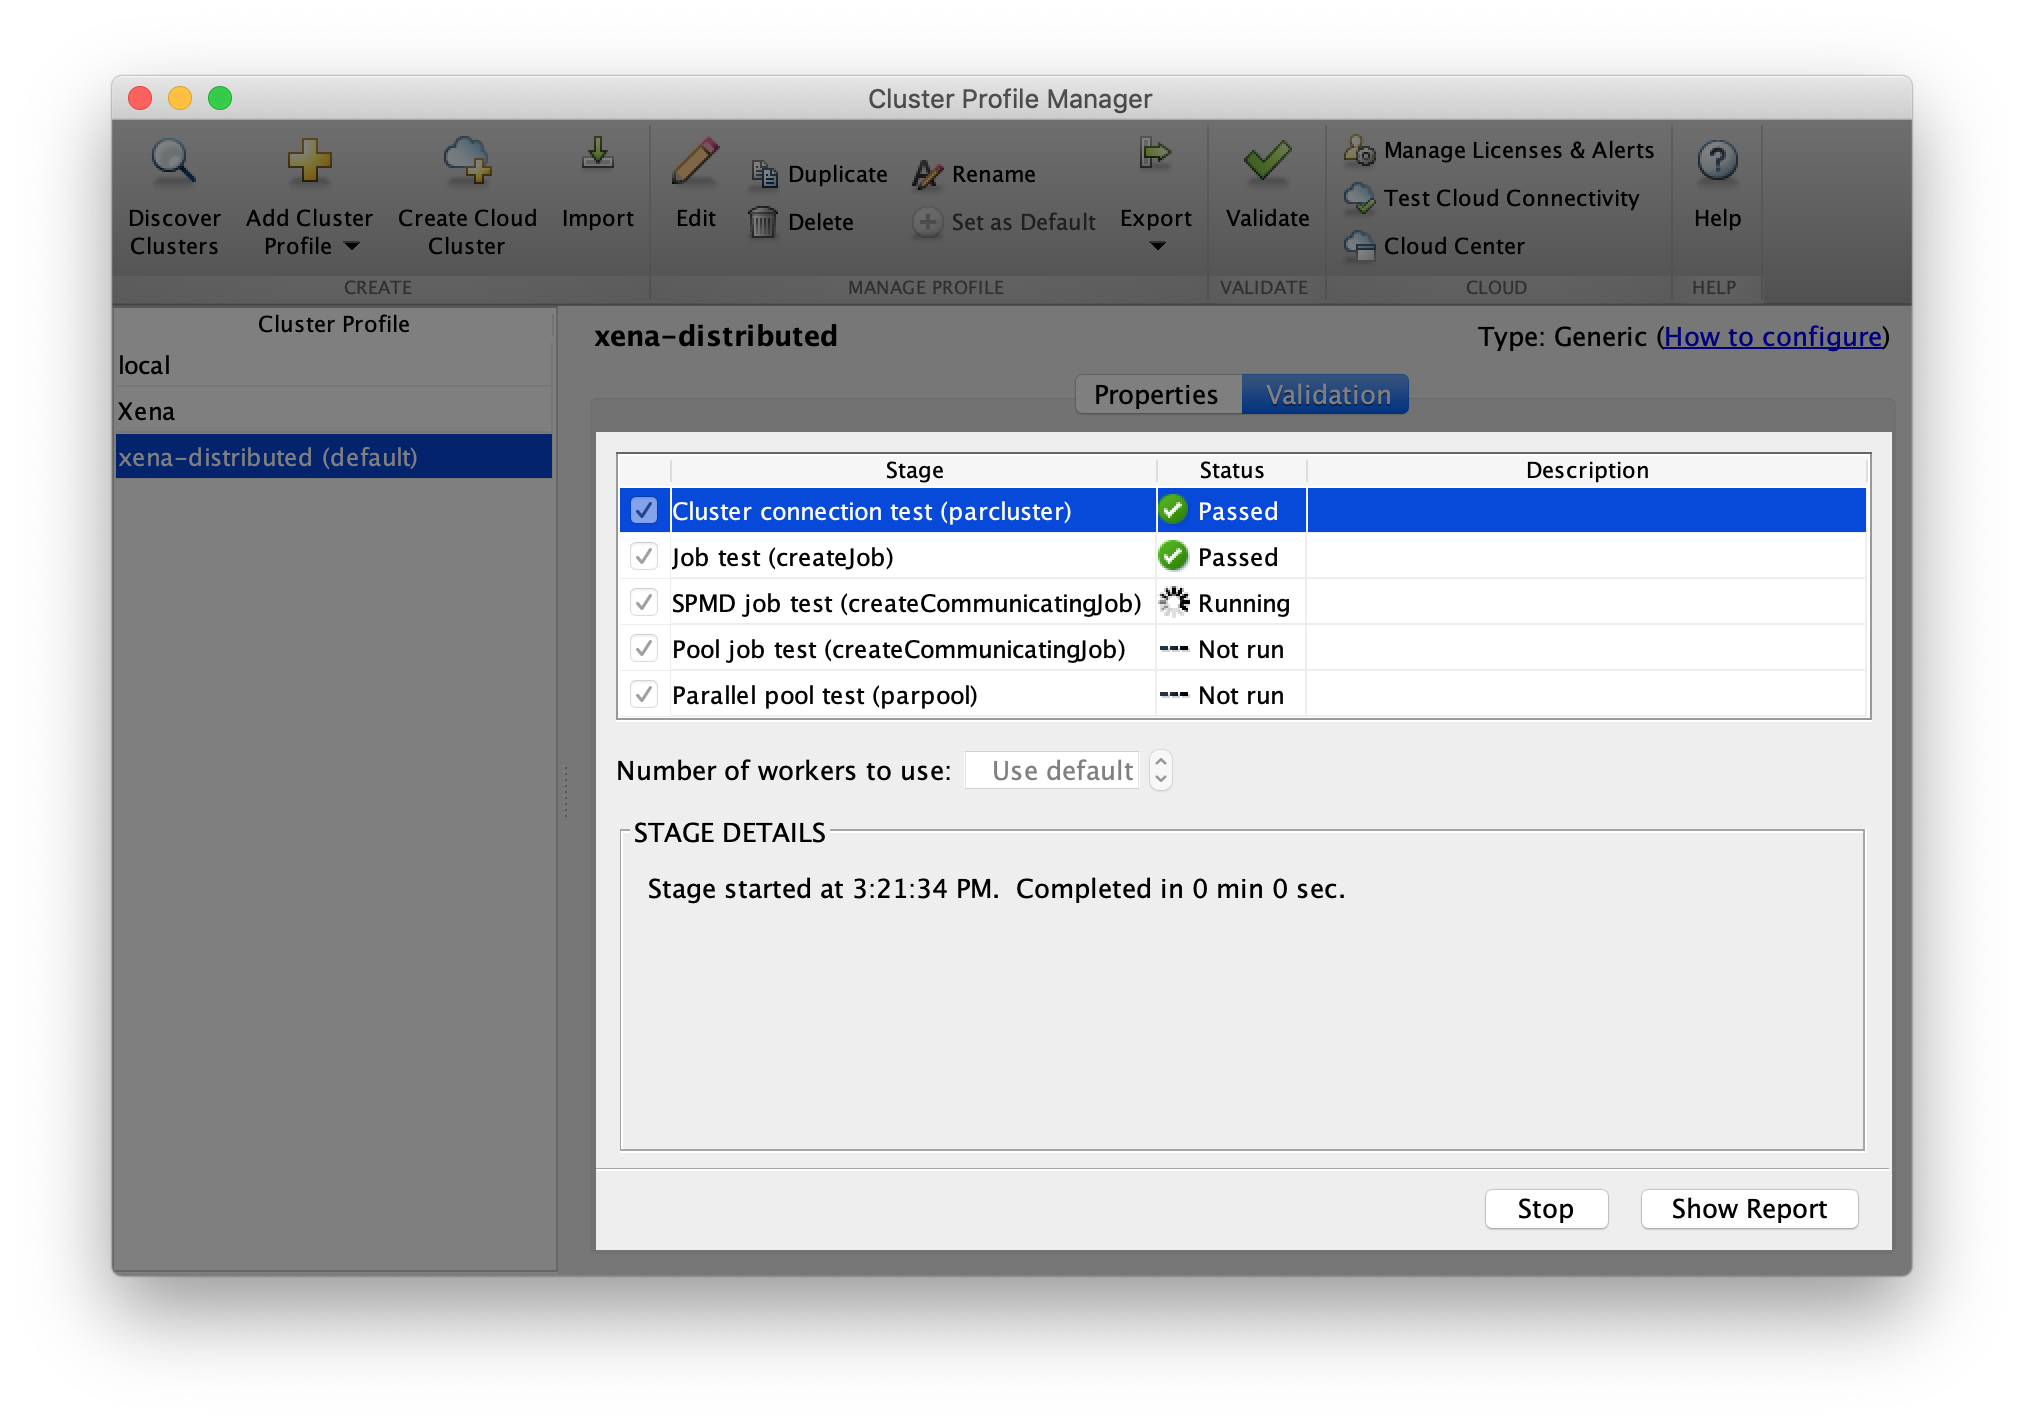 Cluster Profile Manager
Discover Clusters
Add Cluster Profile
Create Cloud Cluster
Import
CREATE
Edit
Duplicate
Delete
Rename
Set as Default
Export
MANAGE PROFILE
Validate
VALIDATE
Manage Licenses & Alerts
Test Cloud Connectivity
Cloud Center
CLOUD
Help
HELP
Cluster Profile
local
Xena
xena-distributed (default)
xena-distributed
Type: Generic (How to configure)
Properties
Validation
Stage Status Description
Cluster connection test (parcluster) Passed
Job test (createJob) Passed
SPMD job test (createCommunicatingJob) Running
Pool job test (createCommunicatingJob) --- Not run
Parallel pool test (parpool) --- Not run
Number of workers to use: Use default
STAGE DETAILS
Stage started at 3:21:34 PM.  Completed in 0 min 0 sec.
Stop
Show Report